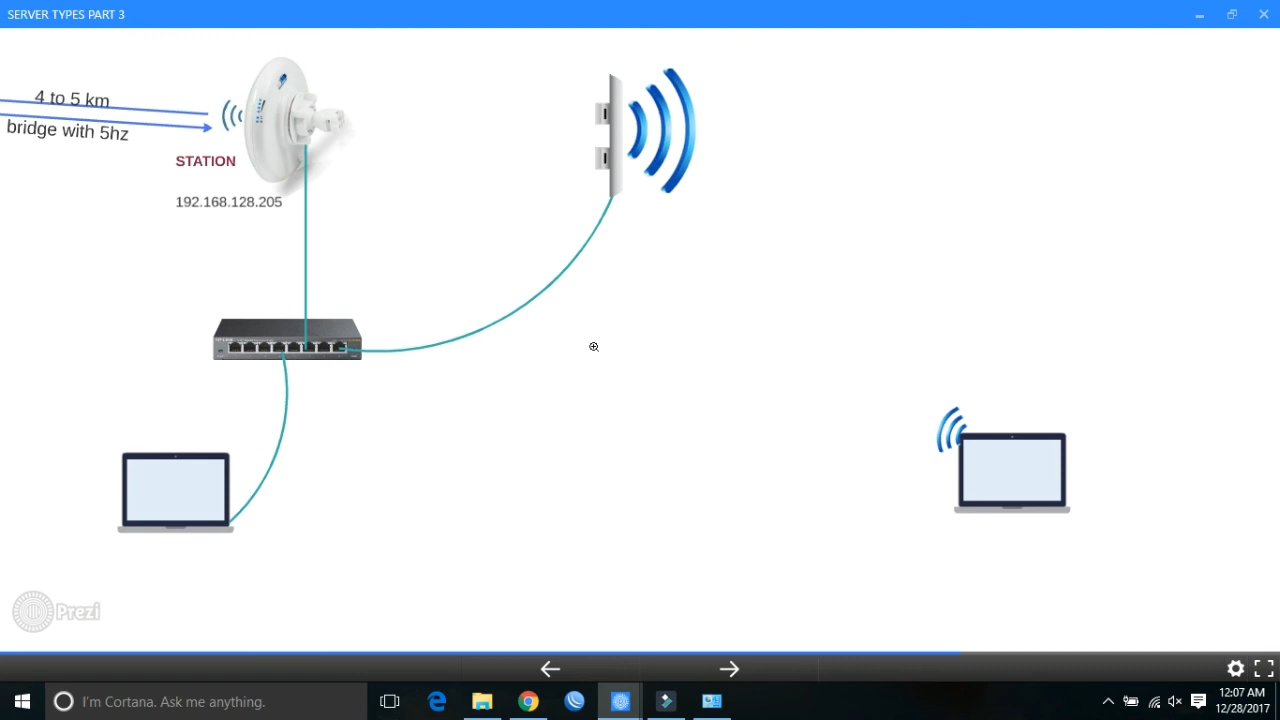 SERVER TYPES PART 3
4 to 5 km
bridge with 5hz
STATION
192.168.128.205
Prezi
I'm Cortana. Ask me anything.
12:07 AM
12/28/2017